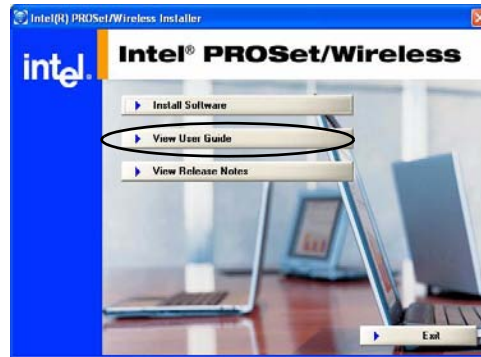 Intel(R) PROSet/Wireless Installer
intel.
Intel® PROSet/Wireless
Install Software
View User Guide
View Release Notes
Exit